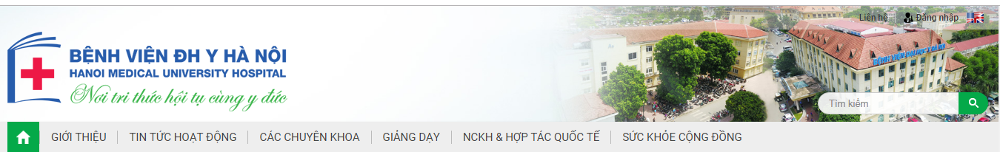 Liên hệ Đăng nhập
BỆNH VIỆN ĐH Y HÀ NỘI
HANOI MEDICAL UNIVERSITY HOSPITAL
Nơi tri thức hội tụ cùng y đức
Tìm kiếm
GIỚI THIỆU TIN TỨC HOẠT ĐỘNG CÁC CHUYÊN KHOA GIẢNG DẠY NCKH & HỢP TÁC QUỐC TẾ SỨC KHỎE CỘNG ĐỒNG